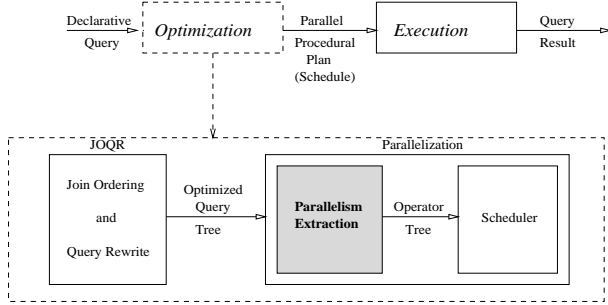 Declarative
Query
Optimization
Parallel
Procedural
Plan
(Schedule)
Execution
Query
Result
JOQR
Parallelization
Join Ordering
and
Query Rewrite
Optimized
Query
Tree
Parallelism
Extraction
Operator
Tree
Scheduler